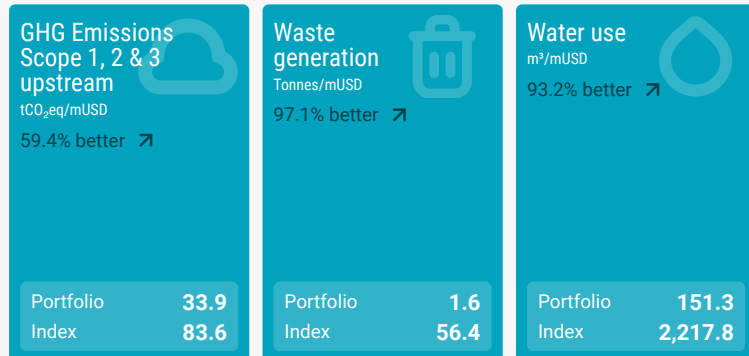 GHG Emissions
Scope 1, 2 & 3
upstream
tCO₂eq/mUSD
59.4% better
Portfolio 33.9
Index 83.6
Waste
generation
Tonnes/mUSD
97.1% better
Portfolio 1.6
Index 56.4
Water use
m³/mUSD
93.2% better
Portfolio 151.3
Index 2,217.8